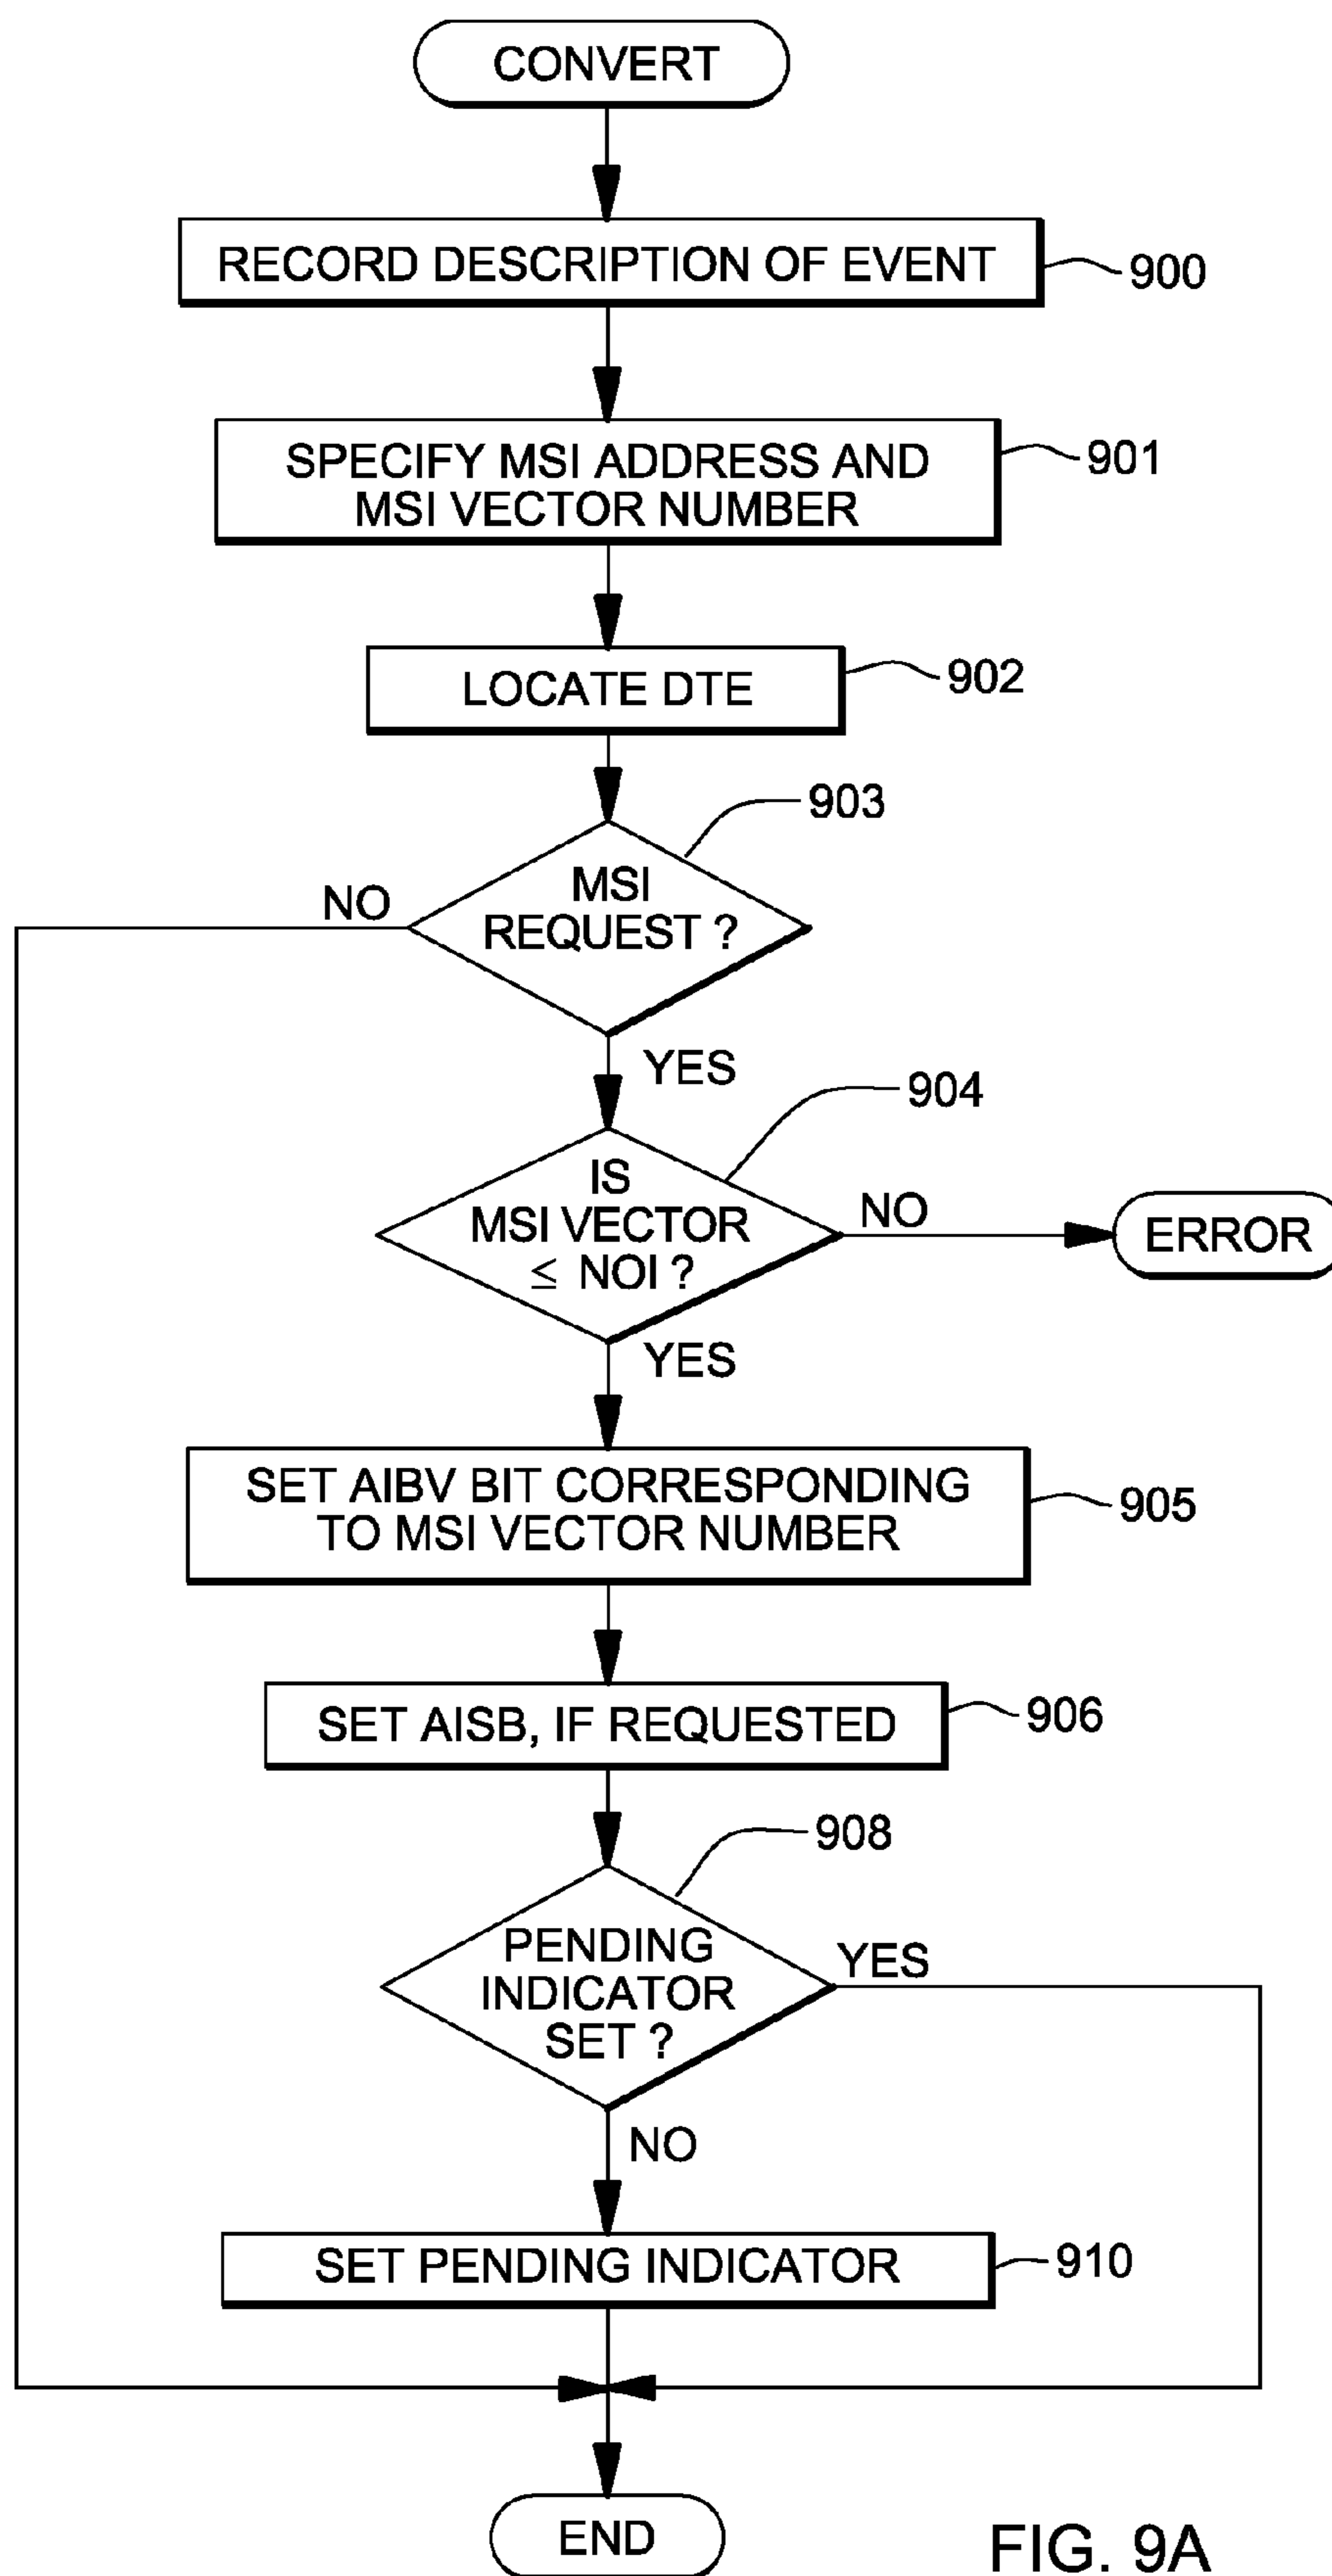 CONVERT
RECORD DESCRIPTION OF EVENT
900
SPECIFY MSI ADDRESS AND
MSI VECTOR NUMBER
901
LOCATE DTE
902
903
MSI
REQUEST ?
NO
YES
904
IS
MSI VECTOR
≤ NOI ?
NO
ERROR
YES
SET AIBV BIT CORRESPONDING
TO MSI VECTOR NUMBER
905
SET AISB, IF REQUESTED
906
908
PENDING
INDICATOR
SET ?
YES
NO
SET PENDING INDICATOR
910
END
FIG. 9A